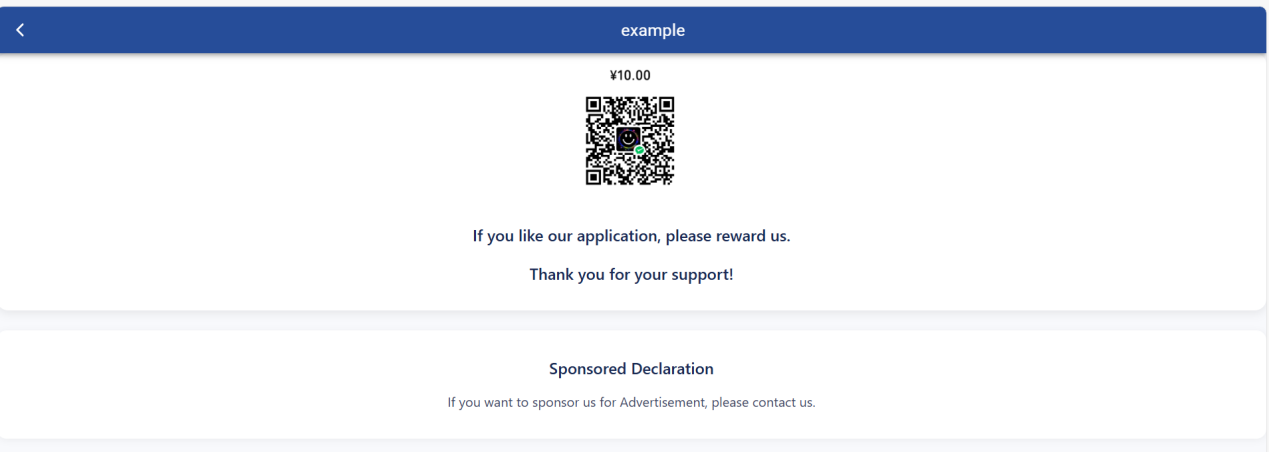 example
¥10.00
If you like our application, please reward us.
Thank you for your support!
Sponsored Declaration
If you want to sponsor us for Advertisement, please contact us.